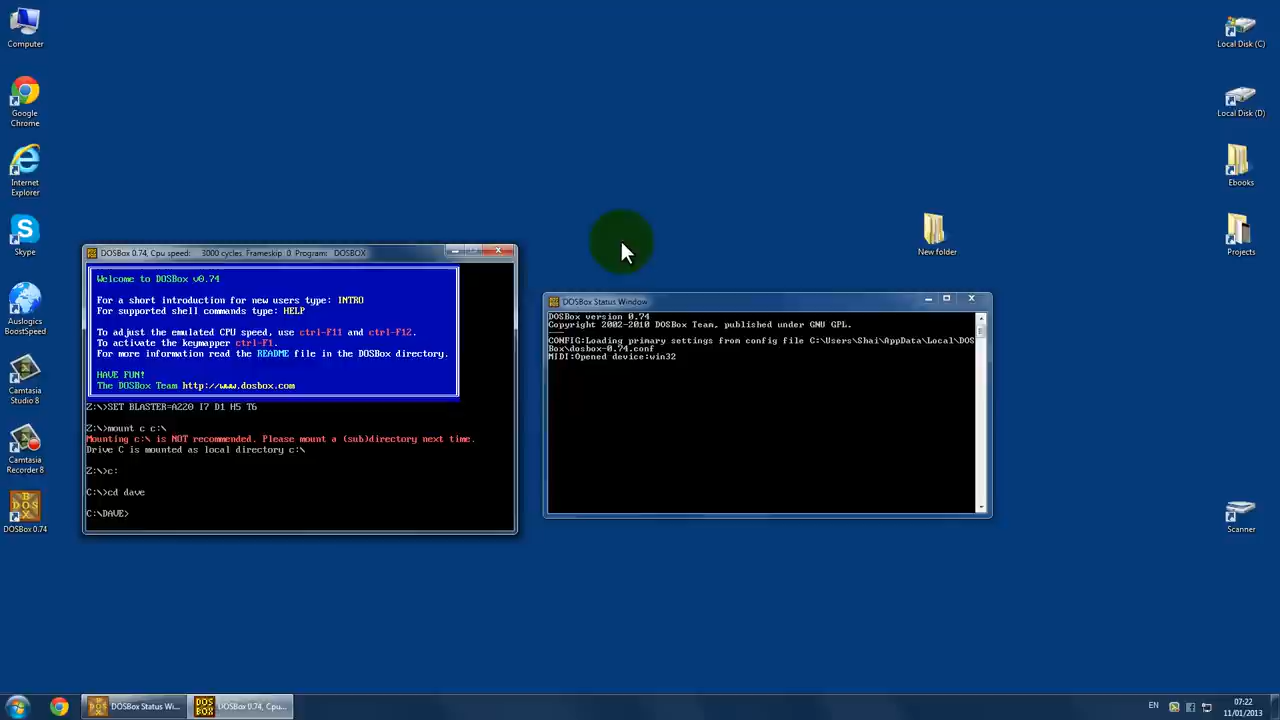 Computer
Google
Chrome
Internet
Explorer
Skype
Auslogics
BoostSpeed
Camtasia
Studio 8
Camtasia
Recorder 8
DOSBox 0.74
Local Disk (C)
Local Disk (D)
Ebooks
Projects
New folder
Scanner
DOSBox 0.74, Cpu speed: 3000 cycles, Frameskip 0, Program: DOSBOX
Welcome to DOSBox v0.74
For a short introduction for new users type: INTRO
For supported shell commands type: HELP
To adjust the emulated CPU speed, use ctrl-F11 and ctrl-F12.
To activate the keymapper ctrl-F1.
For more information read the README file in the DOSBox directory.
HAVE FUN!
The DOSBox Team http://www.dosbox.com
Z:\>SET BLASTER=A220 I7 D1 H5 T6
Z:\>mount c c:\
Mounting c:\ is NOT recommended. Please mount a (sub)directory next time.
Drive C is mounted as local directory c:\
Z:\>c:
C:\>cd dave
C:\DAVE>
DOSBox Status Window
DOSBox version 0.74
Copyright 2002-2010 DOSBox Team, published under GNU GPL.
---
CONFIG:Loading primary settings from config file C:\Users\Shai\AppData\Local\DOS
Box\dosbox-0.74.conf
MIDI:Opened device:win32
DOSBox Status Wi...
DOSBox 0.74, Cpu...
EN
07:22
11/01/2013